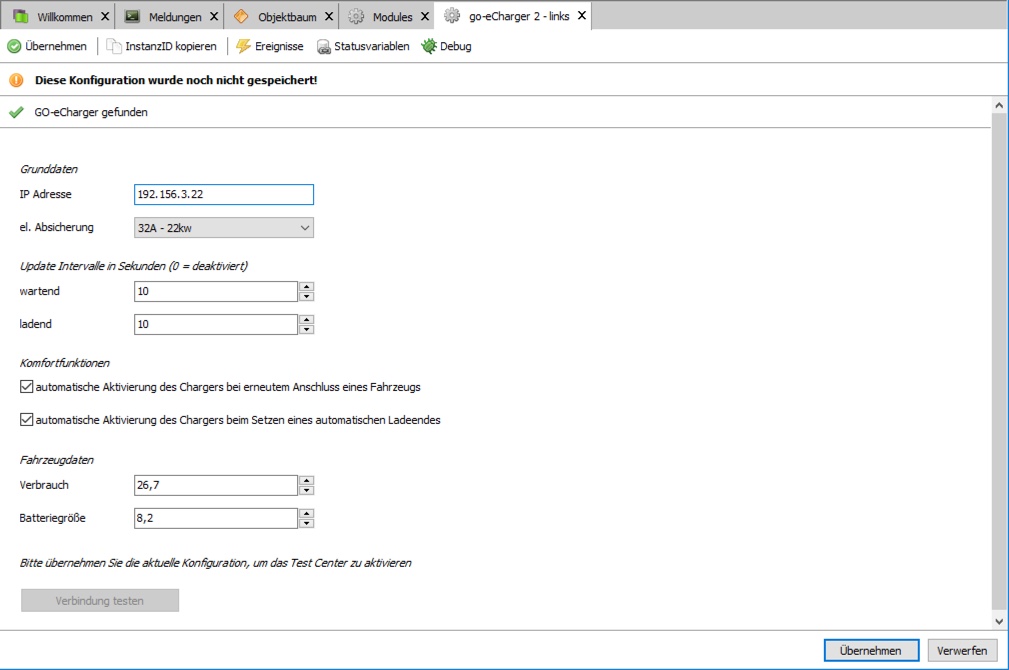 Willkommen X Meldungen X Objektbaum X Modules X go-eCharger 2 - links X
Übernehmen InstanzID kopieren Ereignisse Statusvariablen Debug
Diese Konfiguration wurde noch nicht gespeichert!
GO-eCharger gefunden
Grunddaten
IP Adresse 192.156.3.22
el. Absicherung 32A - 22kw
Update Intervalle in Sekunden (0 = deaktiviert)
wartend 10
ladend 10
Komfortfunktionen
automatische Aktivierung des Chargers bei erneutem Anschluss eines Fahrzeugs
automatische Aktivierung des Chargers beim Setzen eines automatischen Ladeendes
Fahrzeugdaten
Verbrauch 26,7
Batteriegröße 8,2
Bitte übernehmen Sie die aktuelle Konfiguration, um das Test Center zu aktivieren
Verbindung testen
Übernehmen Verwerfen